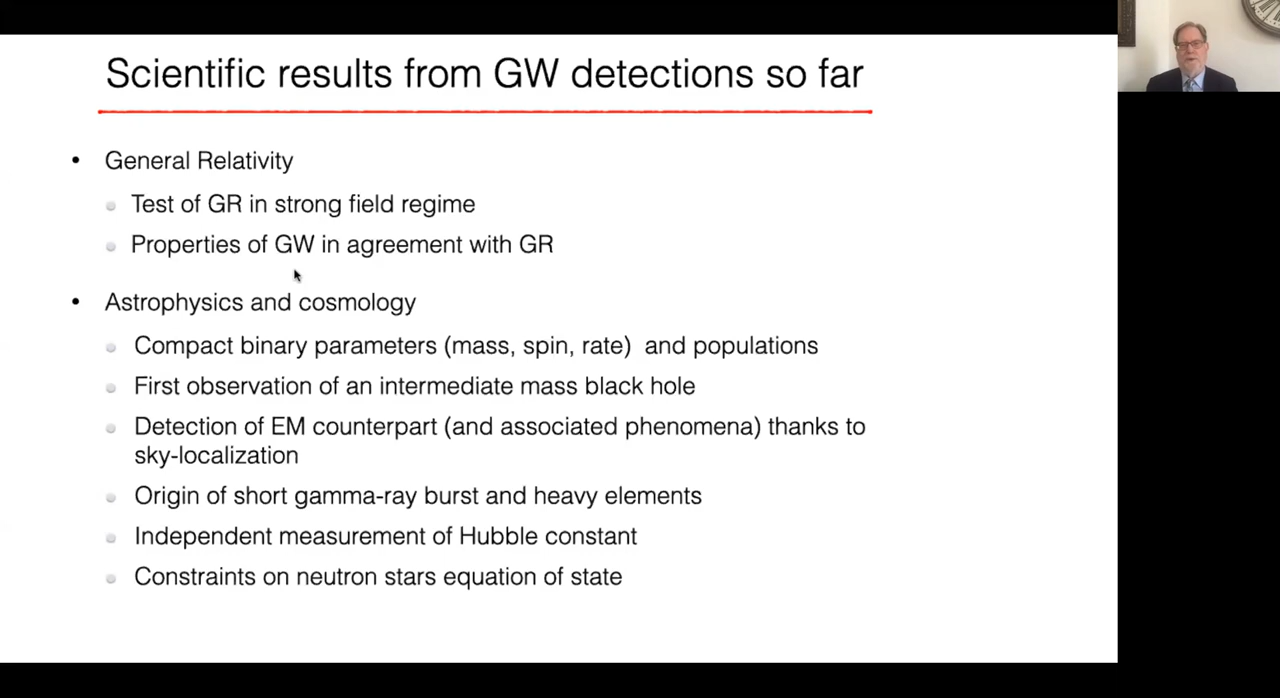 Scientific results from GW detections so far
• General Relativity
Test of GR in strong field regime
Properties of GW in agreement with GR
• Astrophysics and cosmology
Compact binary parameters (mass, spin, rate) and populations
First observation of an intermediate mass black hole
Detection of EM counterpart (and associated phenomena) thanks to
sky-localization
Origin of short gamma-ray burst and heavy elements
Independent measurement of Hubble constant
Constraints on neutron stars equation of state